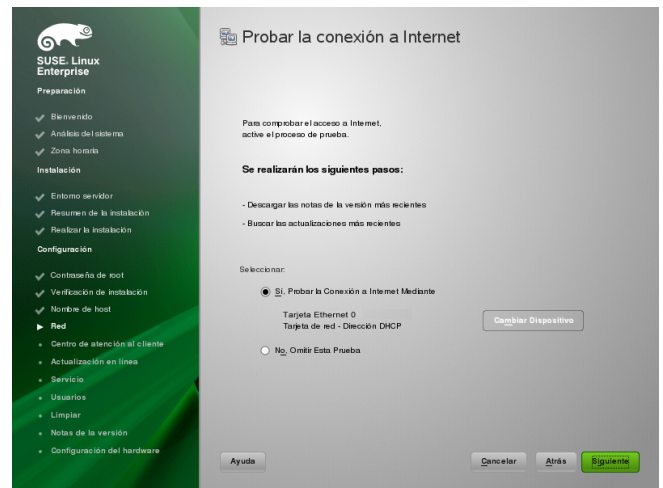 SUSE. Linux
Enterprise
Preparación
Bienvenido
Análisis del sistema
Zona horaria
Instalación
Entorno servidor
Resumen de la instalación
Realizar la instalación
Configuración
Contraseña de root
Verificación de instalación
Nombre de host
Red
Centro de atención al cliente
Actualización en línea
Servicio
Usuarios
Limpiar
Notas de la versión
Configuración del hardware
Probar la conexión a Internet
Para comprobar el acceso a Internet,
active el proceso de prueba.
Se realizarán los siguientes pasos:
- Descargar las notas de la versión más recientes
- Buscar las actualizaciones más recientes
Seleccionar:
Sí, Probar la Conexión a Internet Mediante
Tarjeta Ethernet 0
Tarjeta de red - Dirección DHCP
Cambiar Dispositivo
No, Omitir Esta Prueba
Ayuda
Cancelar
Atrás
Siguiente